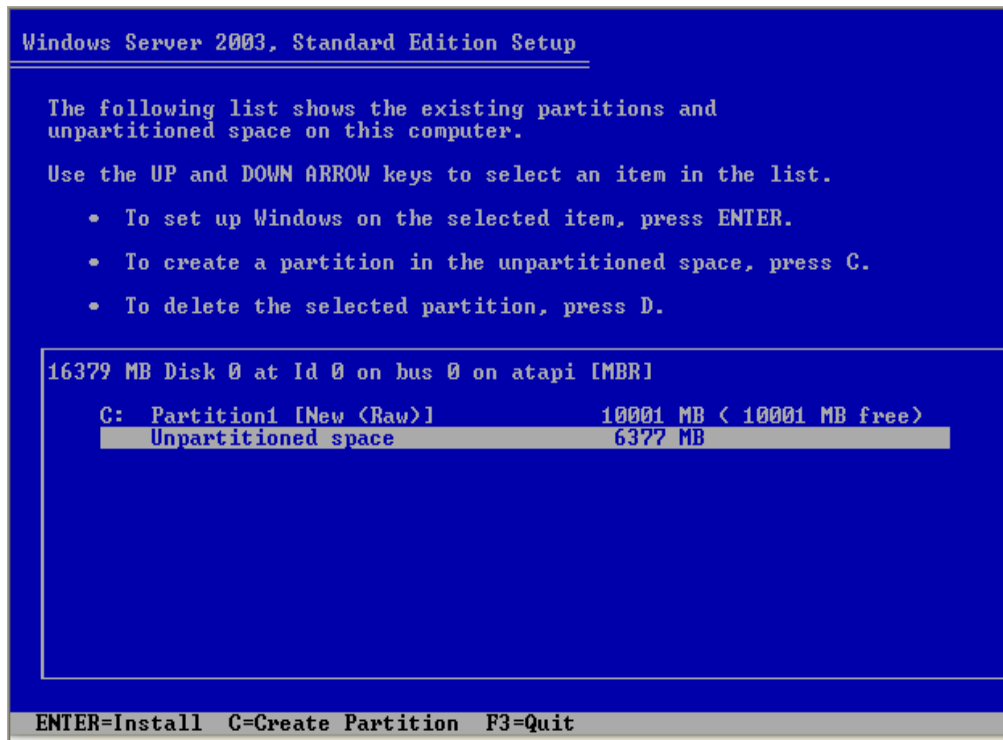 Windows Server 2003, Standard Edition Setup
The following list shows the existing partitions and
unpartitioned space on this computer.
Use the UP and DOWN ARROW keys to select an item in the list.
• To set up Windows on the selected item, press ENTER.
• To create a partition in the unpartitioned space, press C.
• To delete the selected partition, press D.
16379 MB Disk 0 at Id 0 on bus 0 on atapi [MBR]
C: Partition1 [New (Raw)] 10001 MB ( 10001 MB free)
Unpartitioned space 6377 MB
ENTER=Install C=Create Partition F3=Quit